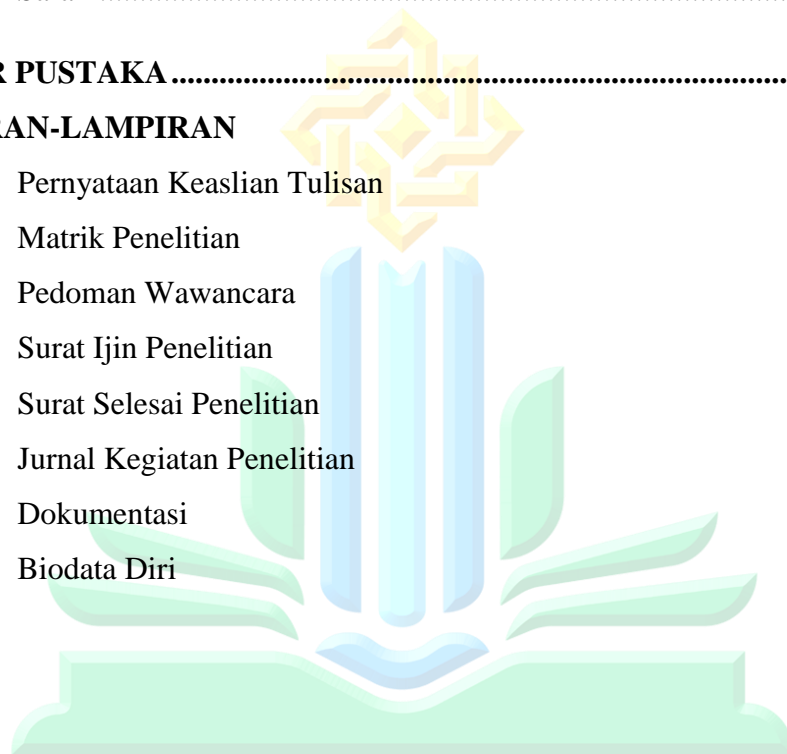 R PUSTAKA...............................................................................
RAN-LAMPIRAN
Pernyataan Keaslian Tulisan
Matrik Penelitian
Pedoman Wawancara
Surat Ijin Penelitian
Surat Selesai Penelitian
Jurnal Kegiatan Penelitian
Dokumentasi
Biodata Diri